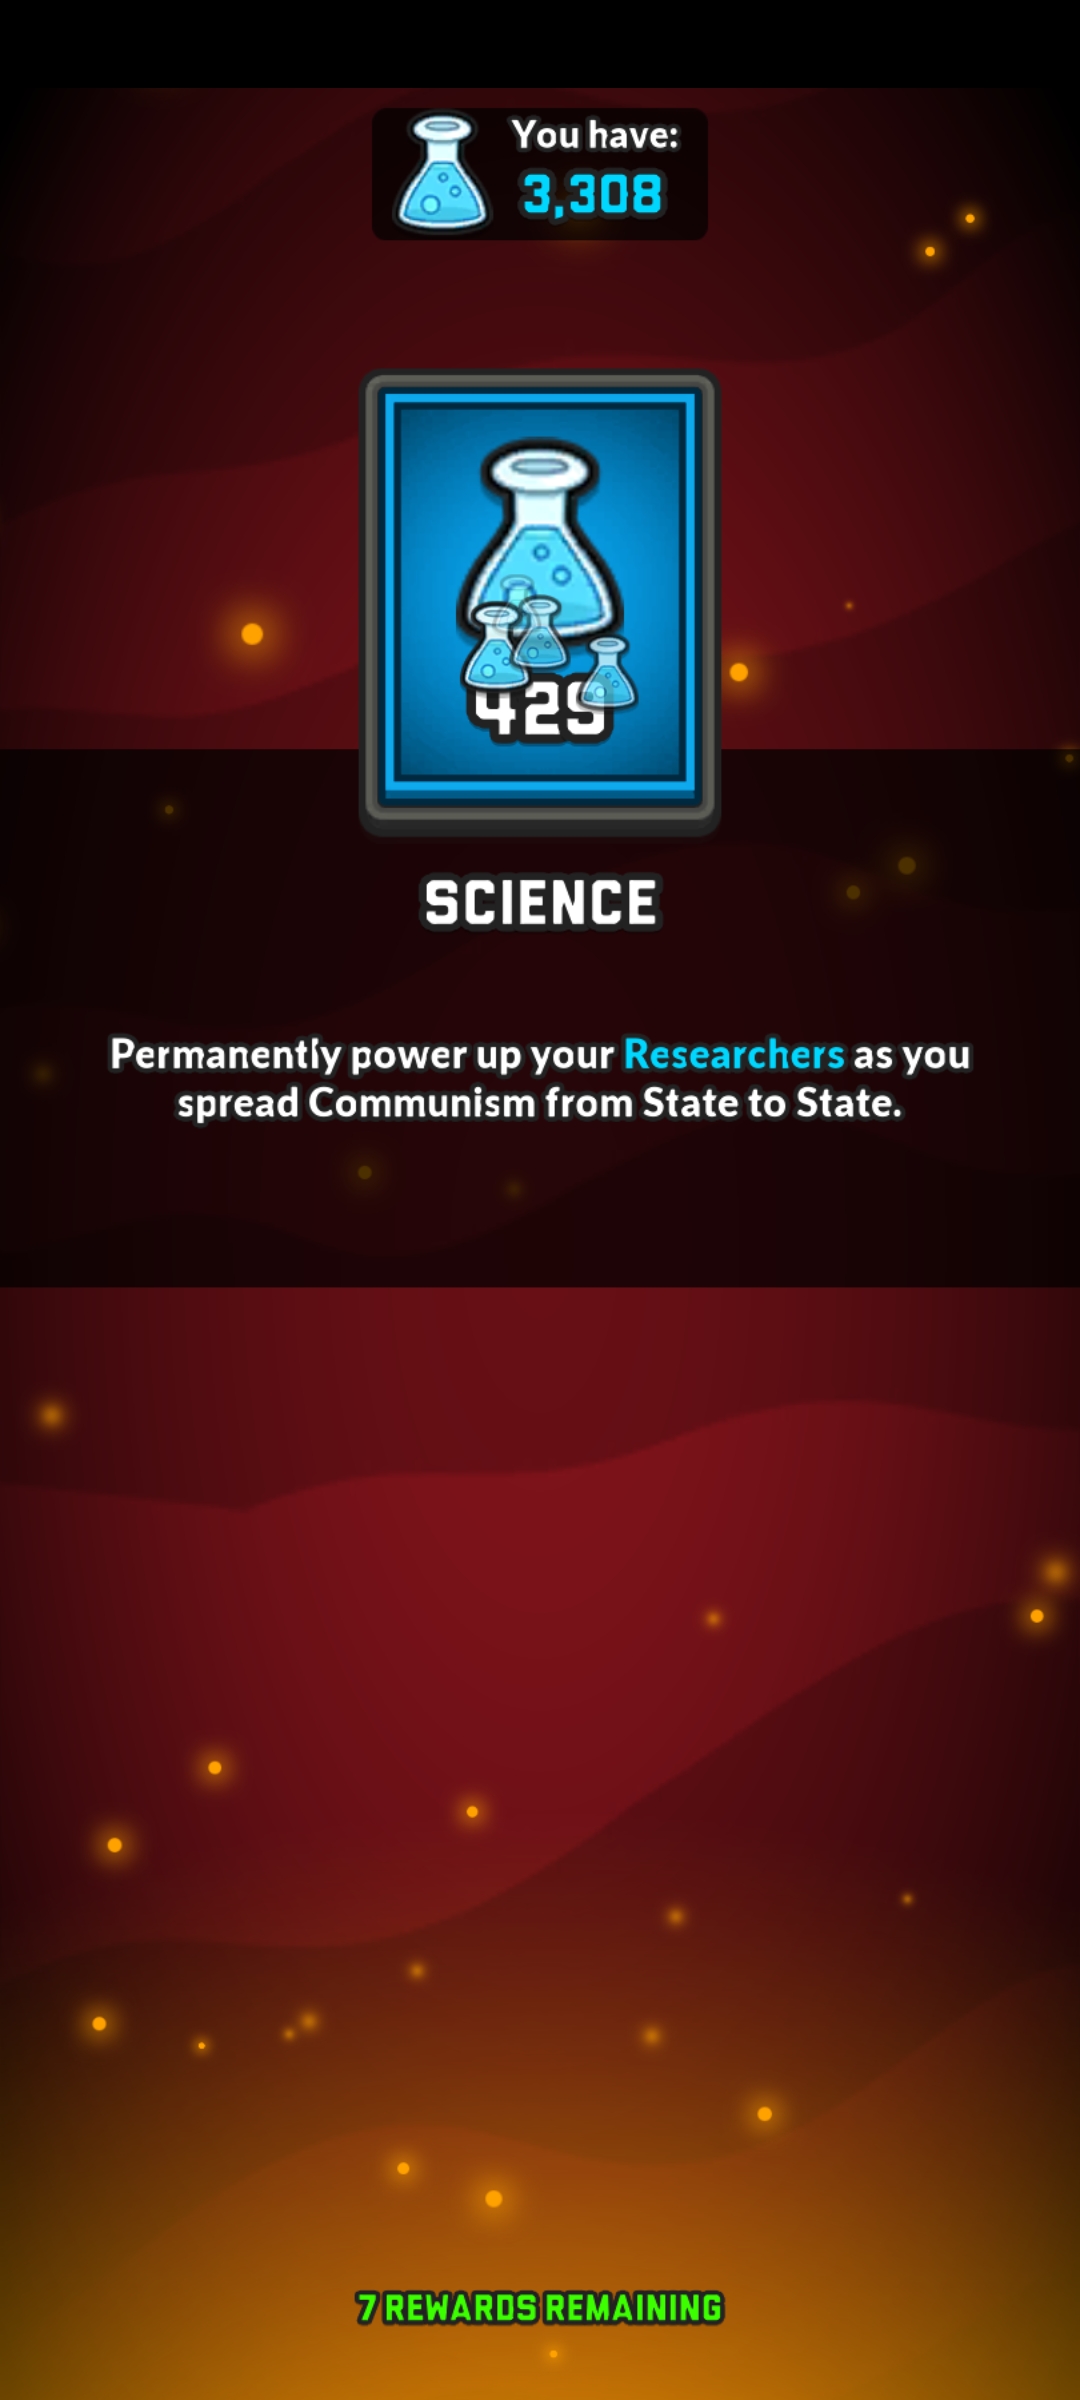 You have:
3,308
429
SCIENCE
Permanently power up your Researchers as you
spread Communism from State to State.
7 REWARDS REMAINING